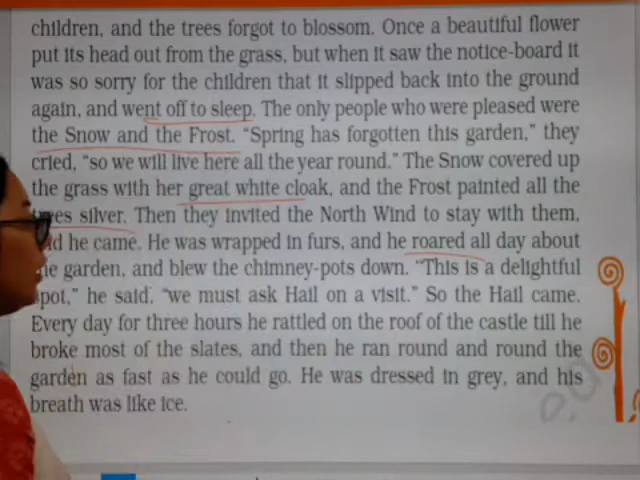 children, and the trees forgot to blossom. Once a beautiful flower
put its head out from the grass, but when it saw the notice-board it
was so sorry for the children that it slipped back into the ground
again, and went off to sleep. The only people who were pleased were
the Snow and the Frost. “Spring has forgotten this garden,” they
cried, “so we will live here all the year round.” The Snow covered up
the grass with her great white cloak, and the Frost painted all the
trees silver. Then they invited the North Wind to stay with them,
he came. He was wrapped in furs, and he roared all day about
garden, and blew the chimney-pots down. “This is a delightful
spot,” he said, “we must ask Hail on a visit.” So the Hail came.
Every day for three hours he rattled on the roof of the castle till he
broke most of the slates, and then he ran round and round the
garden as fast as he could go. He was dressed in grey, and his
breath was like ice.